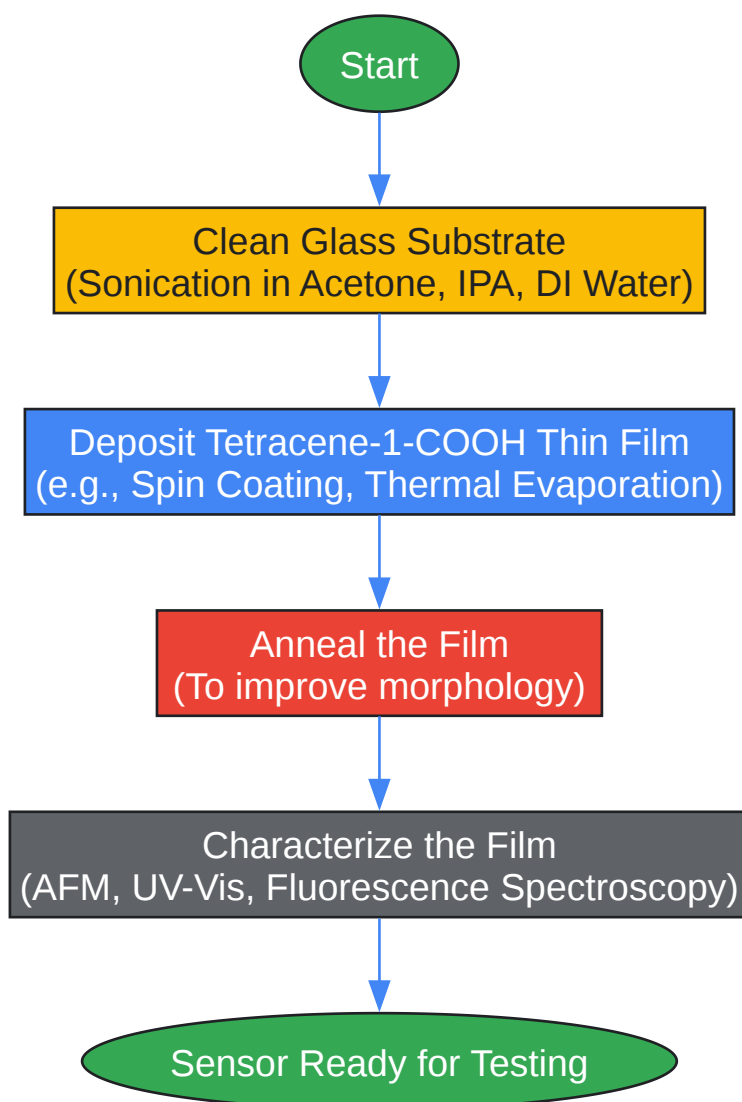 Start
Clean Glass Substrate
(Sonication in Acetone, IPA, DI Water)
Deposit Tetracene-1-COOH Thin Film
(e.g., Spin Coating, Thermal Evaporation)
Anneal the Film
(To improve morphology)
Characterize the Film
(AFM, UV-Vis, Fluorescence Spectroscopy)
Sensor Ready for Testing